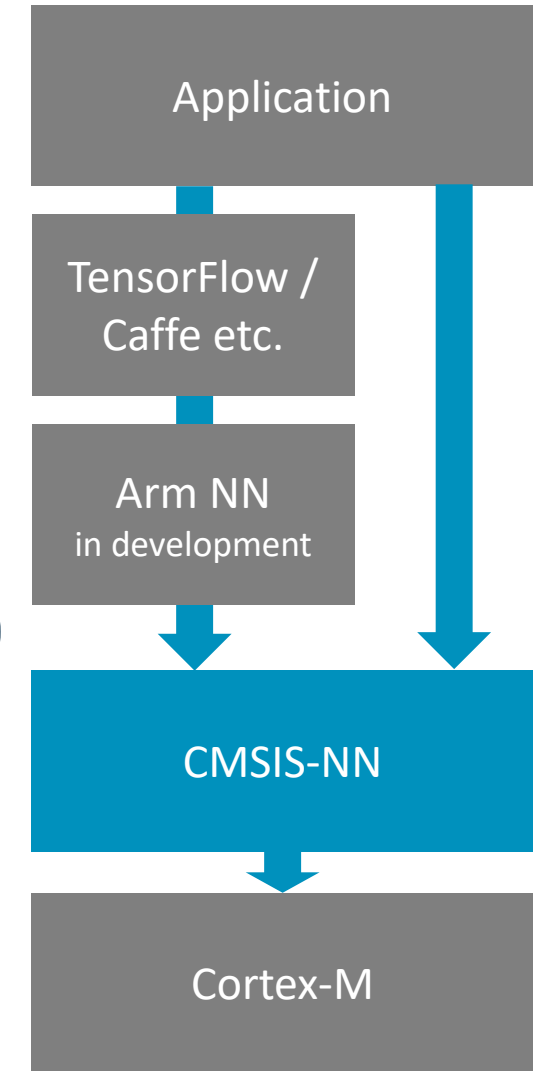 Application
TensorFlow /
Caffe etc.
Arm NN
in development
)
CMSIS-NN
Cortex-M